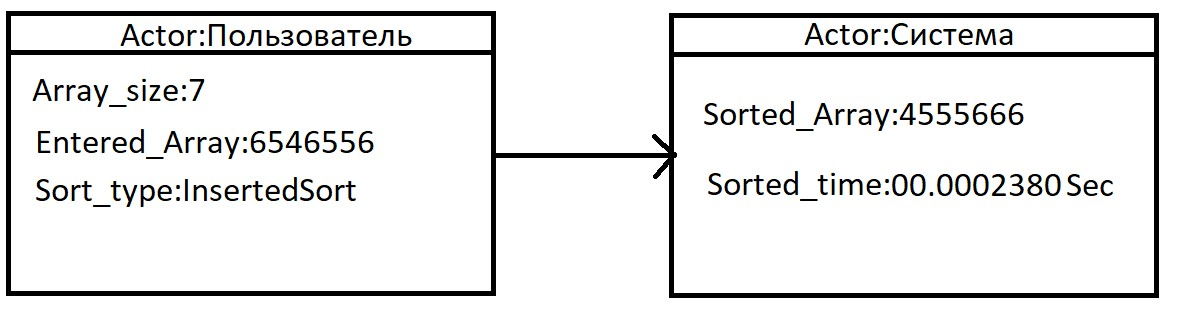 Actor:Пользователь
Array_size:7
Entered_Array:6546556
Sort_type:InsertedSort
Actor:Система
Sorted_Array:4555666
Sorted_time:00.0002380 Sec